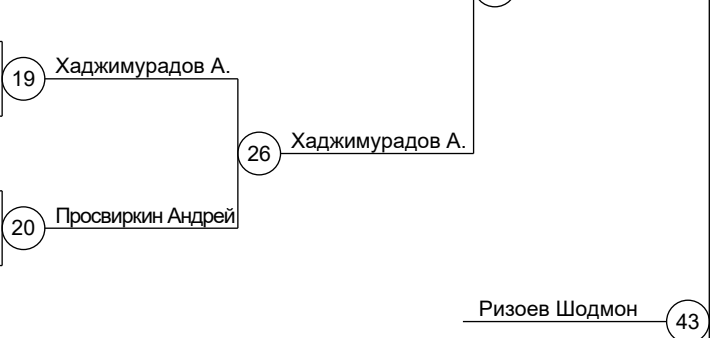 Хаджимурадов А.
19
Хаджимурадов А.
26
Просвиркин Андрей
20
Ризоев Шодмон
43